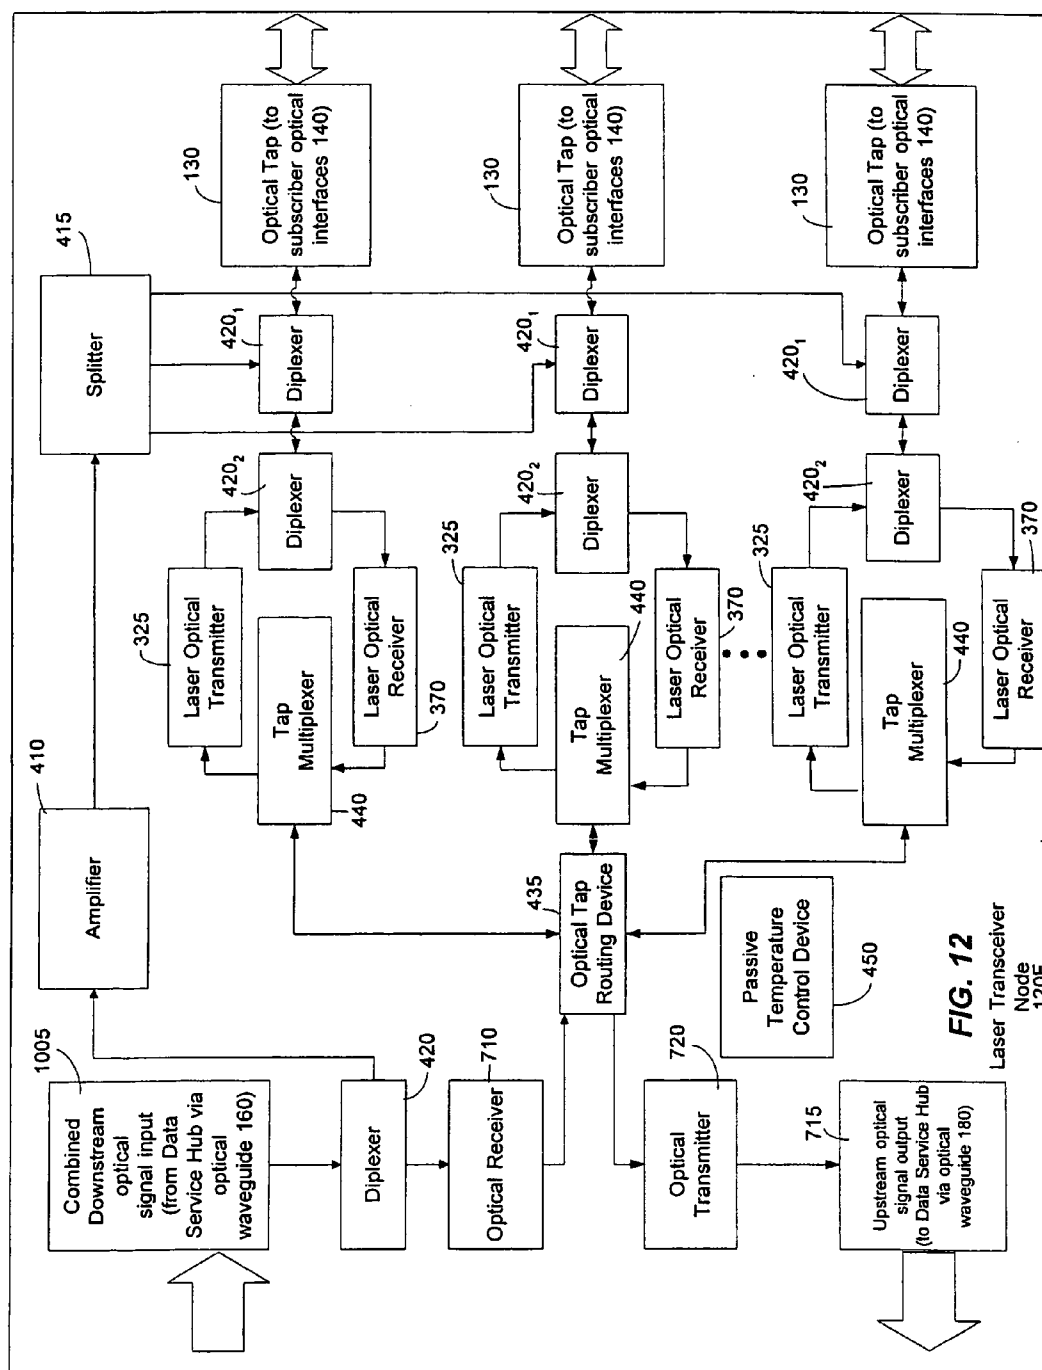 1005
Combined
Downstream
optical
signal input
(from Data
Service Hub via
optical
waveguide 160)
410
Amplifier
415
Splitter
420
Diplexer
710
Optical Receiver
435
Optical Tap
Routing Device
720
Optical
Transmitter
715
Upstream optical
signal output
(to Data Service Hub
via optical
waveguide 180)
325
Laser Optical
Transmitter
Tap
Multiplexer
440
Laser Optical
Receiver
370
420₂
Diplexer
420₁
Diplexer
130
Optical Tap (to
subscriber optical
interfaces 140)
325
Laser Optical
Transmitter
Tap
Multiplexer
440
Laser Optical
Receiver
370
420₂
Diplexer
420₁
Diplexer
130
Optical Tap (to
subscriber optical
interfaces 140)
325
Laser Optical
Transmitter
Tap
Multiplexer
440
Laser Optical
Receiver
370
420₂
Diplexer
420₁
Diplexer
130
Optical Tap (to
subscriber optical
interfaces 140)
Passive
Temperature
Control Device
450
FIG. 12
Laser Transceiver
Node